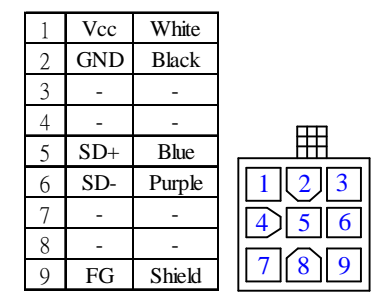 1 Vcc White
2 GND Black
3 - -
4 - -
5 SD+ Blue
6 SD- Purple
7 - -
8 - -
9 FG Shield
1 2 3
4 5 6
7 8 9